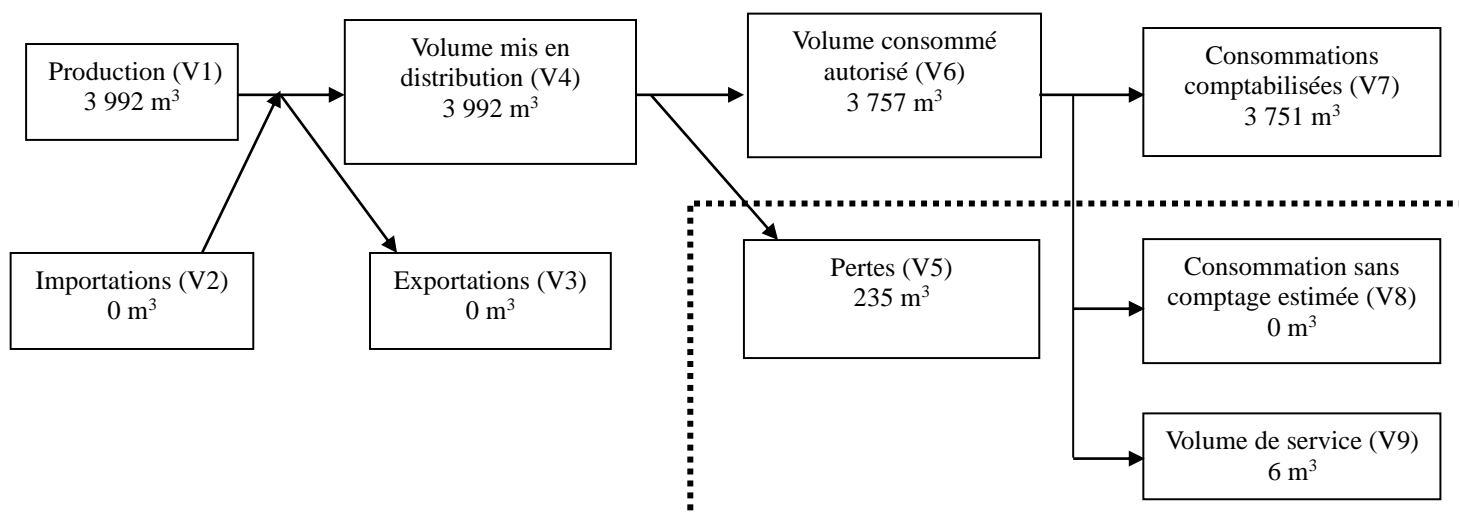 Production (V1)
3 992 m³
Volume mis en
distribution (V4)
3 992 m³
Volume consommé
autorisé (V6)
3 757 m³
Consommations
comptabilisées (V7)
3 751 m³
Importations (V2)
0 m³
Exportations (V3)
0 m³
Pertes (V5)
235 m³
Consommation sans
comptage estimée (V8)
0 m³
Volume de service (V9)
6 m³